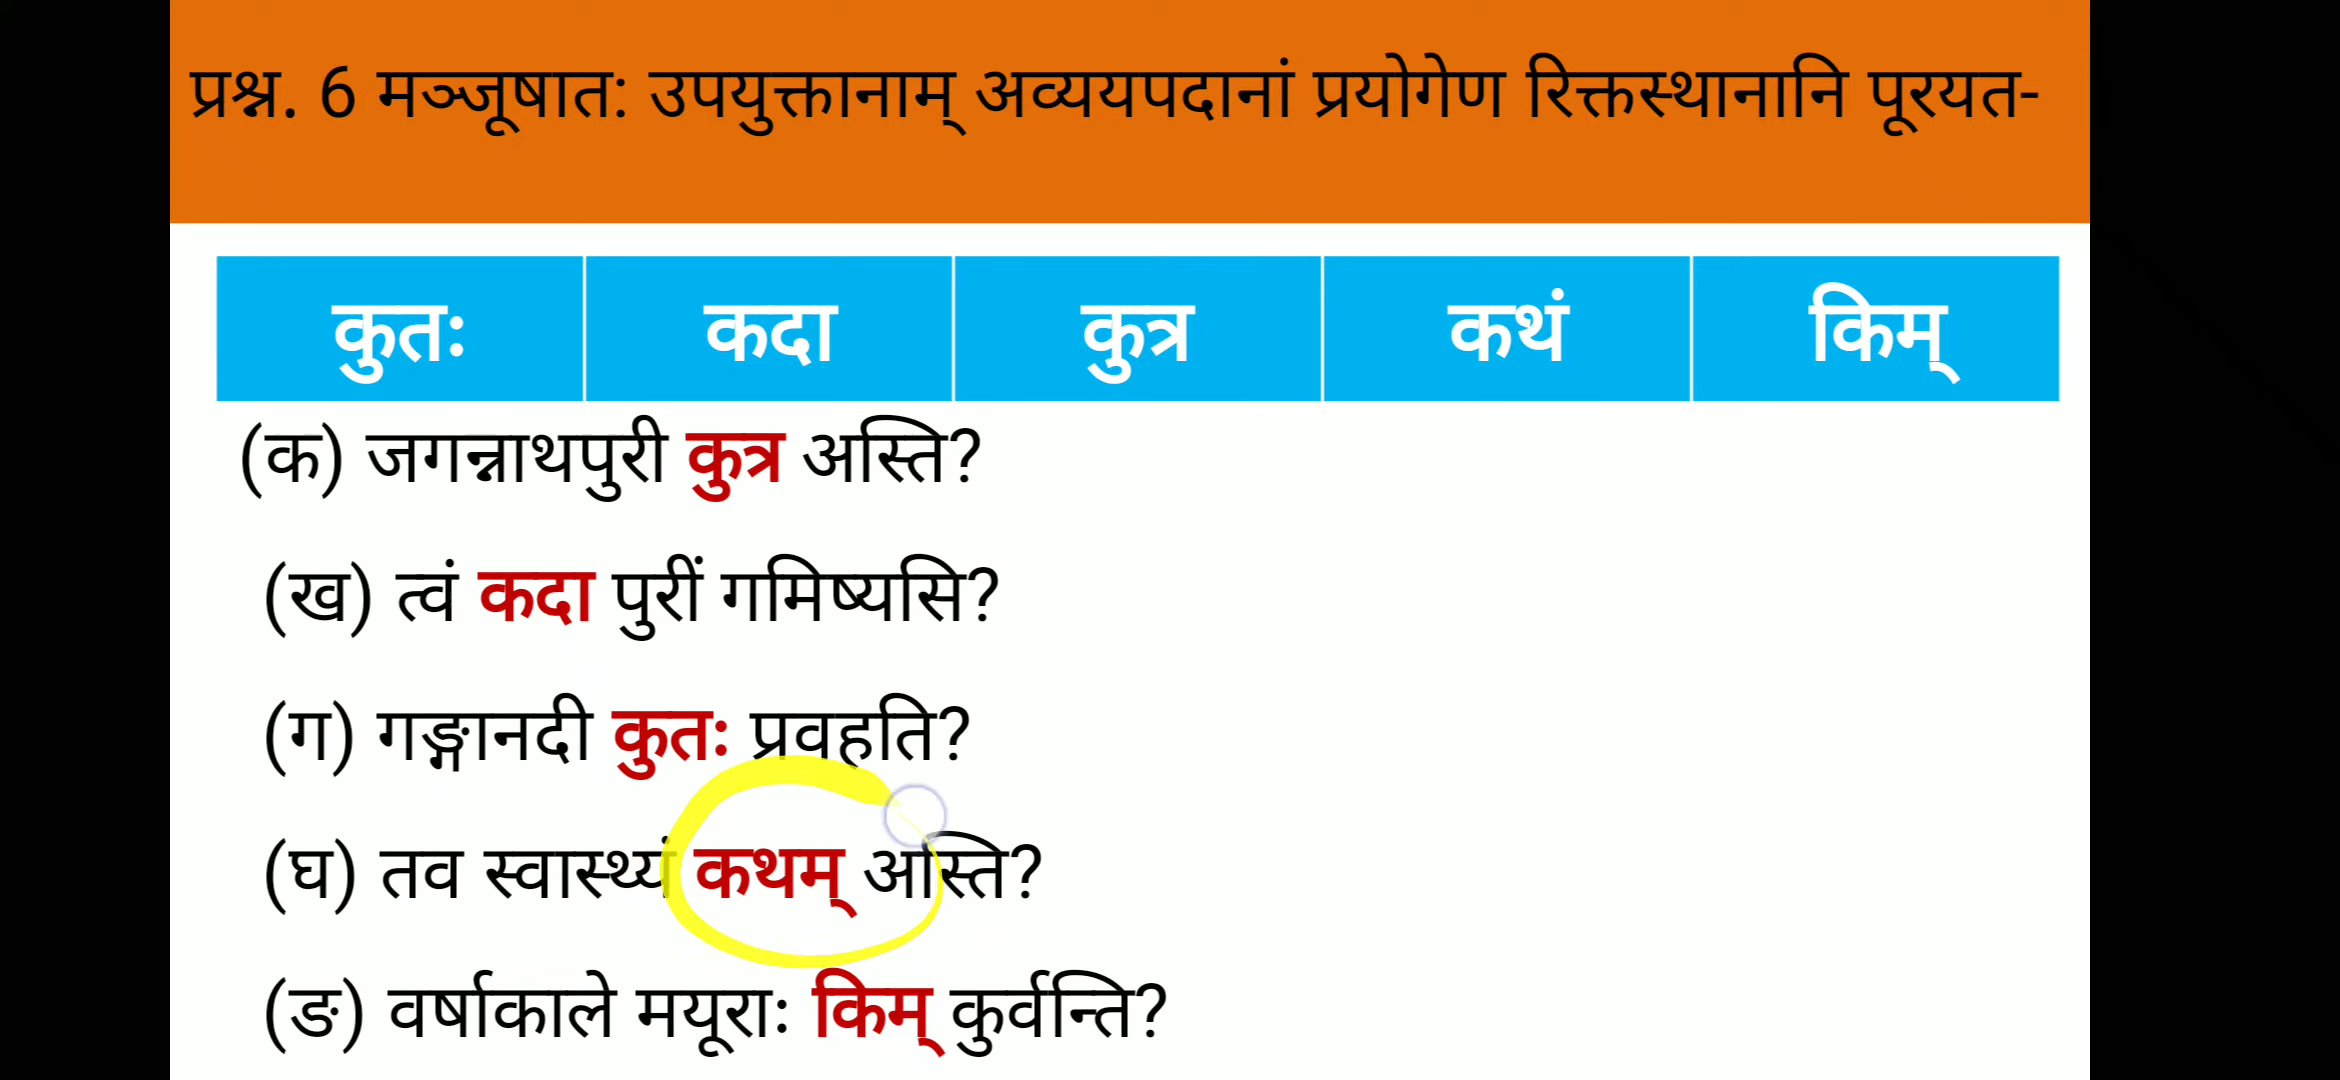 प्रश्न. 6 मञ्जूषात: उपयुक्तानाम् अव्ययपदानां प्रयोगेण रिक्तस्थानानि पूरयत-
कुतः कदा कुत्र कथं किम्
(क) जगन्नाथपुरी कुत्र अस्ति?
(ख) त्वं कदा पुरीं गमिष्यसि?
(ग) गङ्गानदी कुतः प्रवहति?
(घ) तव स्वास्थ्यं कथम् अस्ति?
(ङ) वर्षाकाले मयूराः किम् कुर्वन्ति?